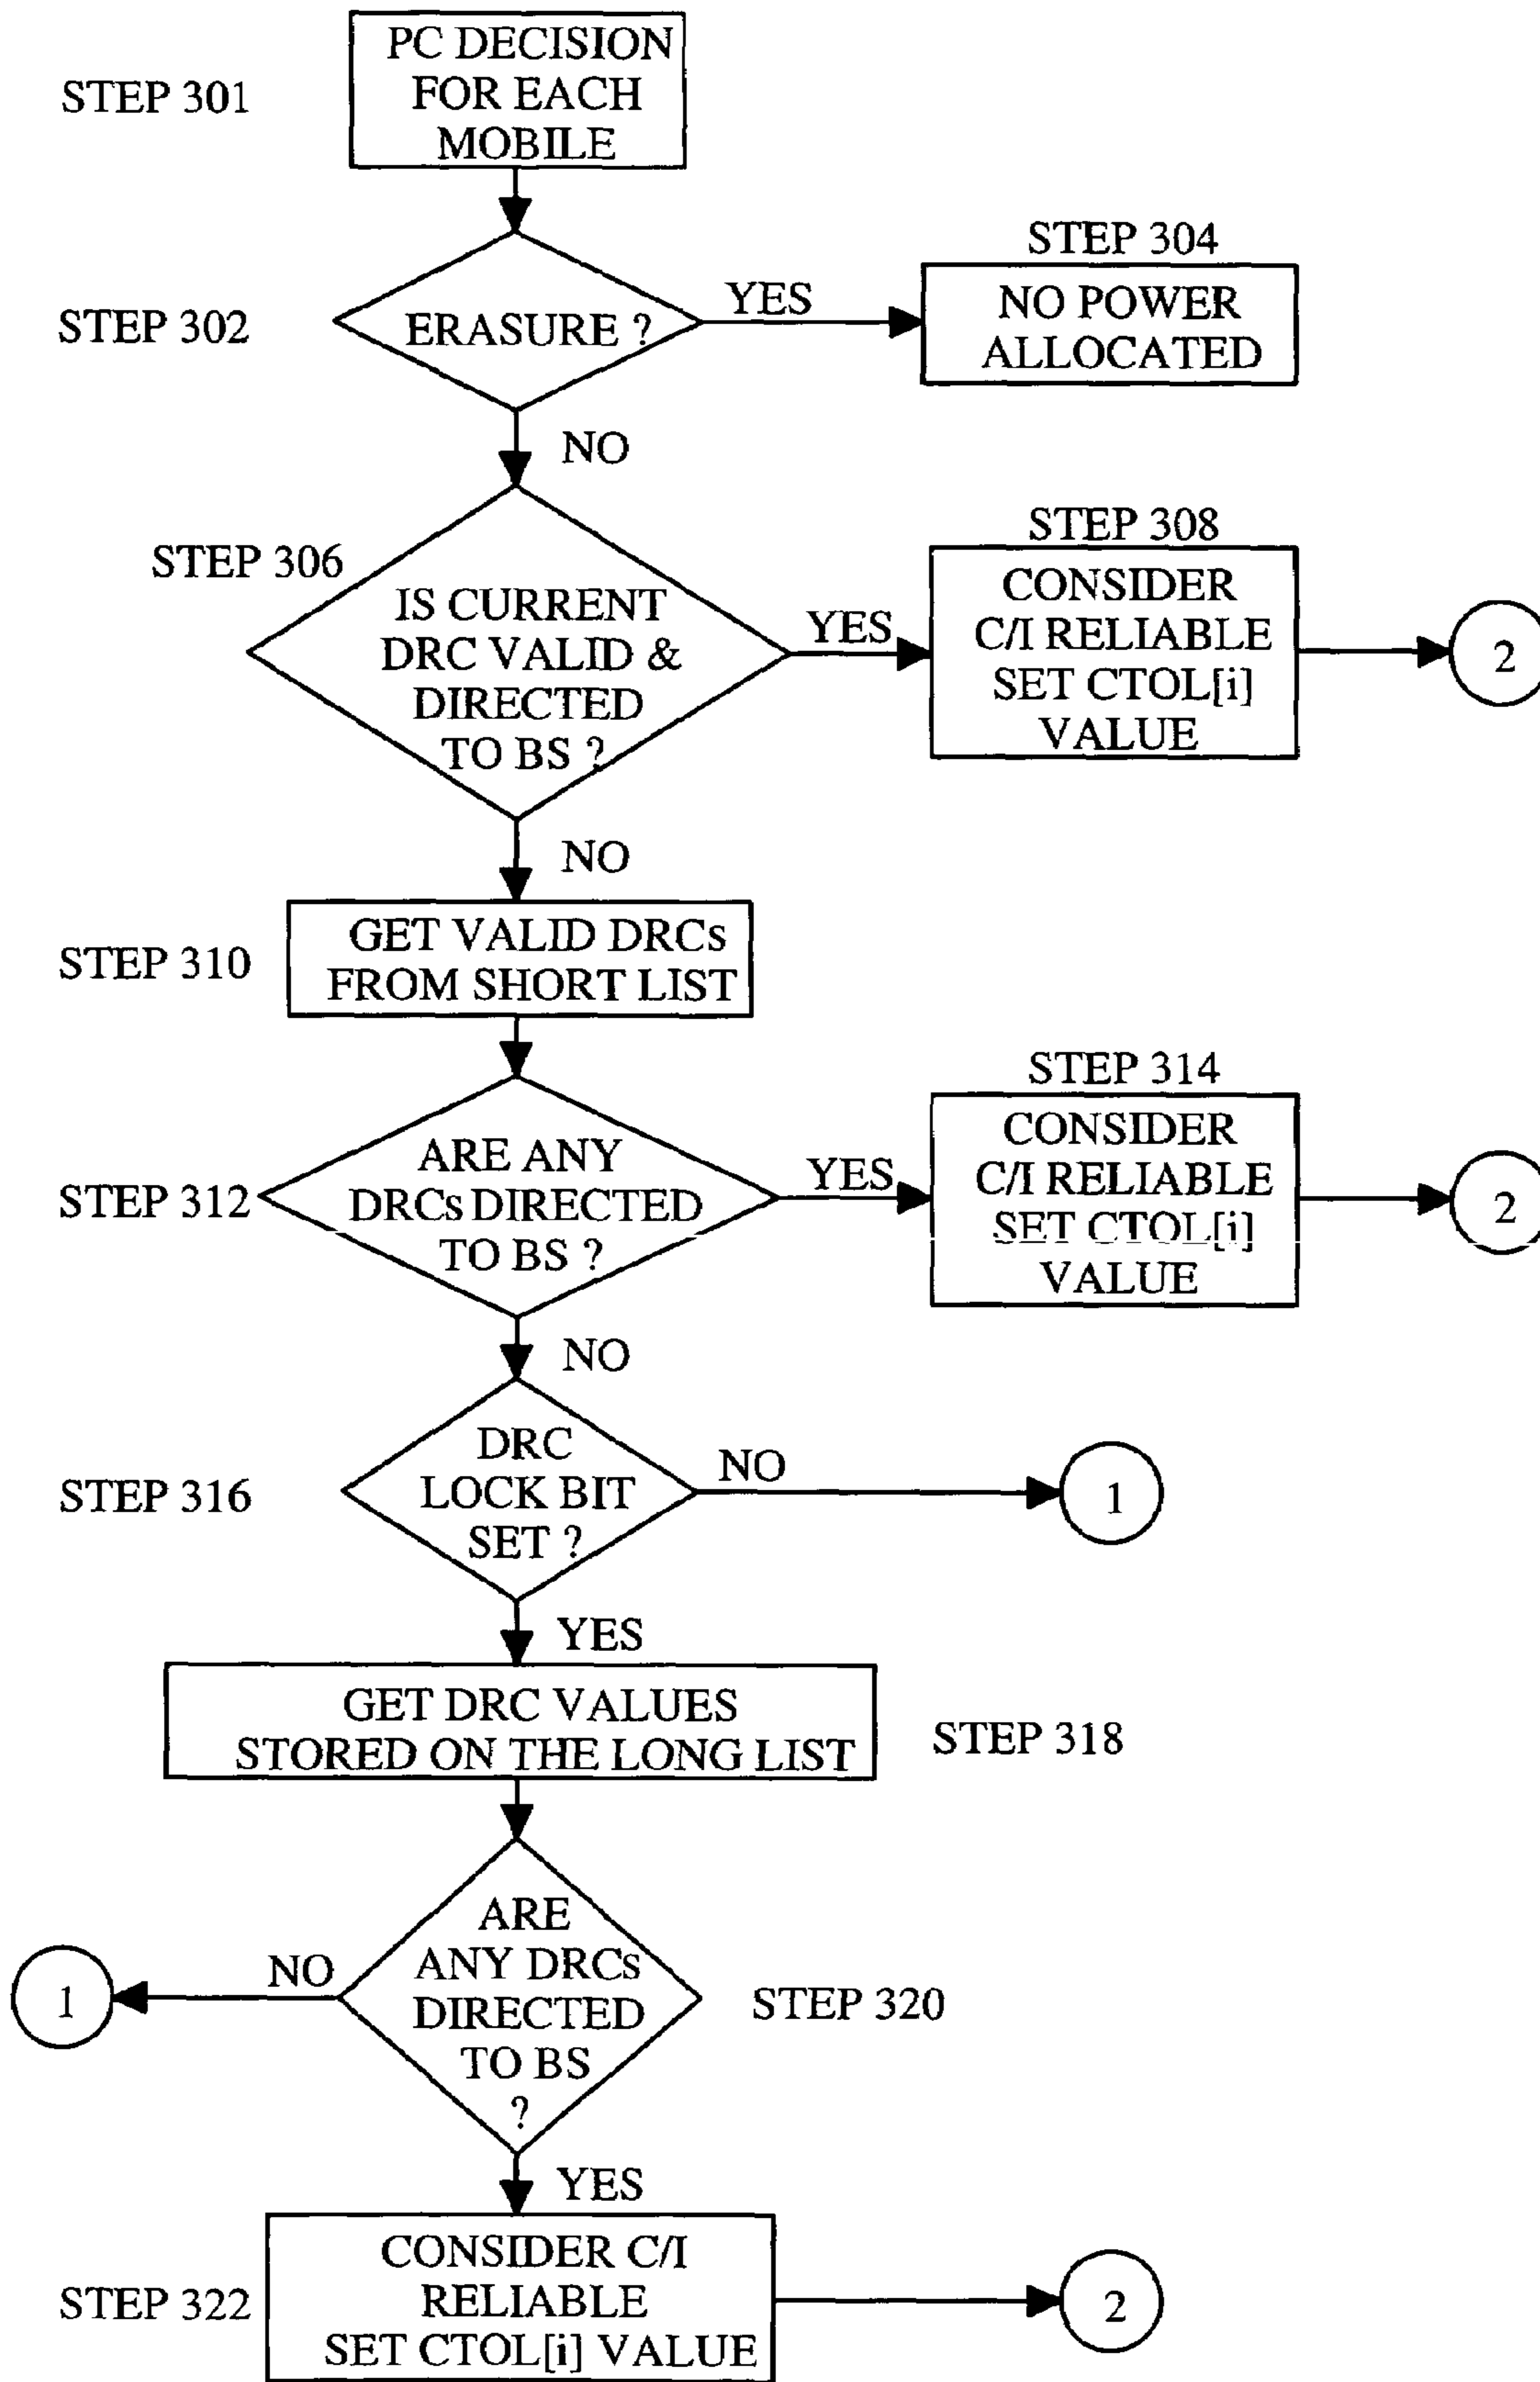 STEP 301
PC DECISION
FOR EACH
MOBILE
STEP 302
ERASURE ?
YES
STEP 304
NO POWER
ALLOCATED
NO
STEP 306
IS CURRENT
DRC VALID &
DIRECTED
TO BS ?
YES
STEP 308
CONSIDER
C/I RELIABLE
SET CTOL[i]
VALUE
2
NO
STEP 310
GET VALID DRCs
FROM SHORT LIST
STEP 312
ARE ANY
DRCs DIRECTED
TO BS ?
YES
STEP 314
CONSIDER
C/I RELIABLE
SET CTOL[i]
VALUE
2
NO
STEP 316
DRC
LOCK BIT
SET ?
NO
1
YES
GET DRC VALUES
STORED ON THE LONG LIST
STEP 318
1
NO
ARE
ANY DRCs
DIRECTED
TO BS
?
STEP 320
YES
STEP 322
CONSIDER C/I
RELIABLE
SET CTOL[i] VALUE
2